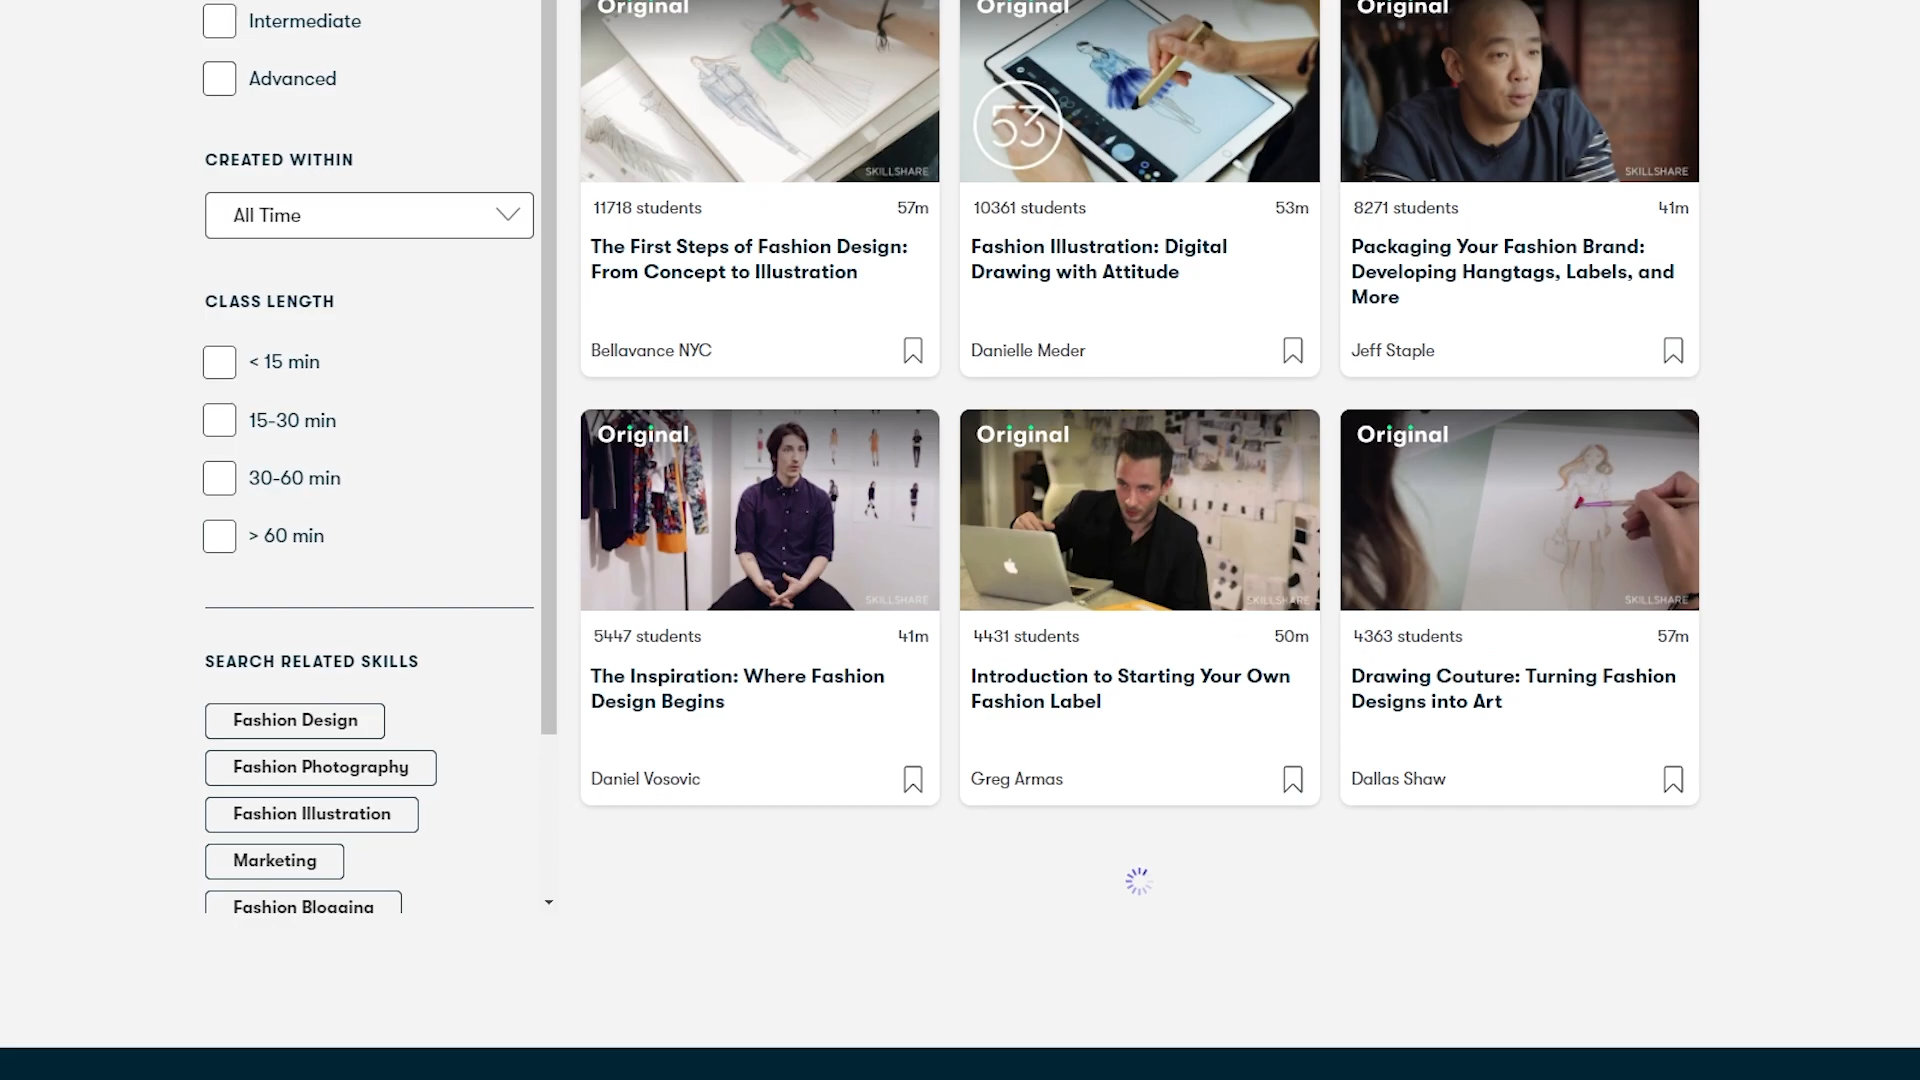 Intermediate
Advanced
CREATED WITHIN
All Time
CLASS LENGTH
< 15 min
15-30 min
30-60 min
> 60 min
SEARCH RELATED SKILLS
Fashion Design
Fashion Photography
Fashion Illustration
Marketing
Fashion Blogging
Original
SKILLSHARE
11718 students 57m
The First Steps of Fashion Design:
From Concept to Illustration
Bellavance NYC
Original
53
10361 students 53m
Fashion Illustration: Digital
Drawing with Attitude
Danielle Meder
Original
SKILLSHARE
8271 students 41m
Packaging Your Fashion Brand:
Developing Hangtags, Labels, and
More
Jeff Staple
Original
SKILLSHARE
5447 students 41m
The Inspiration: Where Fashion
Design Begins
Daniel Vosovic
Original
SKILLSHARE
4431 students 50m
Introduction to Starting Your Own
Fashion Label
Greg Armas
Original
SKILLSHARE
4363 students 57m
Drawing Couture: Turning Fashion
Designs into Art
Dallas Shaw